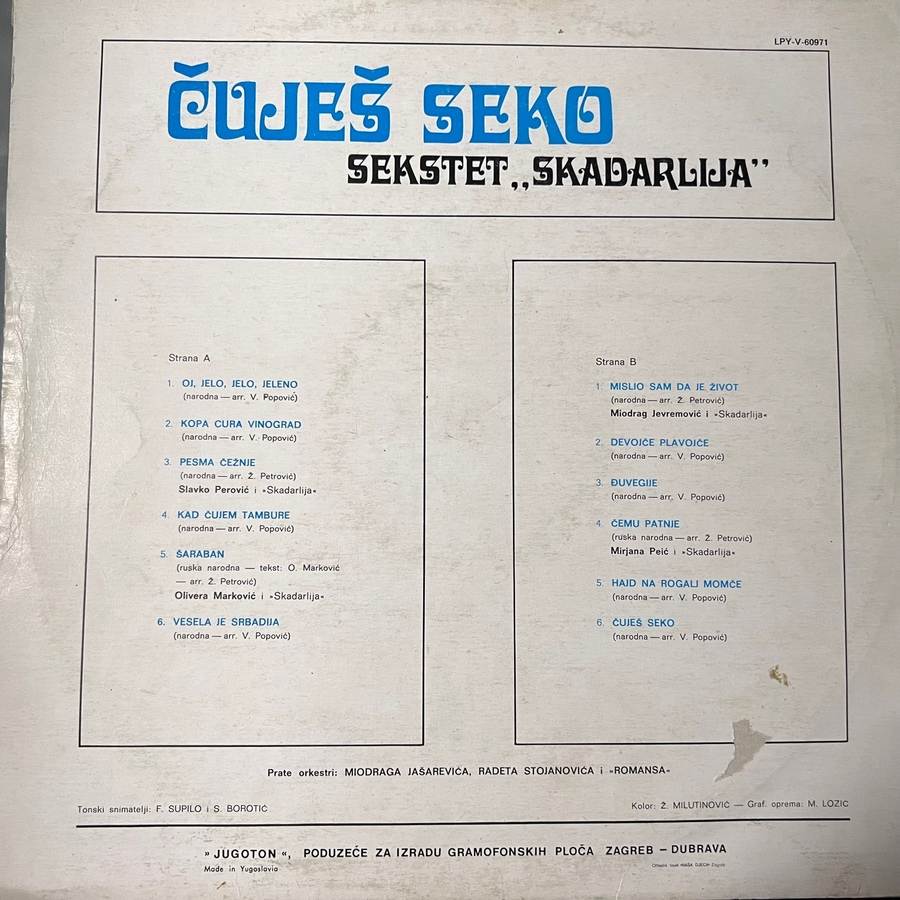 LPY-V-60971
ČUJEŠ SEKO
SEKSTET „SKADARLIJA”
Strana A
1. OJ, JELO, JELO, JELENO
(narodna — arr. V. Popović)
2. KOPA CURA VINOGRAD
(narodna — arr. V. Popović)
3. PESMA ČEŽNJE
(narodna — arr. Ž. Petrović)
Slavko Perović i »Skadarlija«
4. KAD ČUJEM TAMBURE
(narodna — arr. V. Popović)
5. ŠARABAN
(ruska narodna — tekst: O. Marković
— arr. Ž. Petrović)
Olivera Marković i »Skadarlija«
6. VESELA JE SRBADIJA
(narodna — arr. V. Popović)
Strana B
1 MISLIO SAM DA JE ŽIVOT
(narodna — arr. Ž. Petrović)
Miodrag Jevremović i »Skadarlija«
2. DEVOJČE PLAVOJČE
(narodna — arr. V. Popović)
3. ĐUVEGIJE
(narodna — arr. V. Popović)
4. ČEMU PATNJE
(ruska narodna — arr. Ž. Petrović)
Mirjana Peić i »Skadarlija«
5. HAJD NA ROGALJ MOMČE
(narodna — arr. V. Popović)
6. ČUJEŠ SEKO
(narodna — arr. V. Popović)
Prate orkestri: MIODRAGA JAŠAREVIĆA, RADETA STOJANOVIĆA i »ROMANSA«
Tonski snimatelji: F. SUPILO i S. BOROTIĆ
Kolor: Ž. MILUTINOVIĆ — Graf. oprema: M. LOZIĆ
»JUGOTON«, PODUZEĆE ZA IZRADU GRAMOFONSKIH PLOČA ZAGREB – DUBRAVA
Made in Yugoslavia